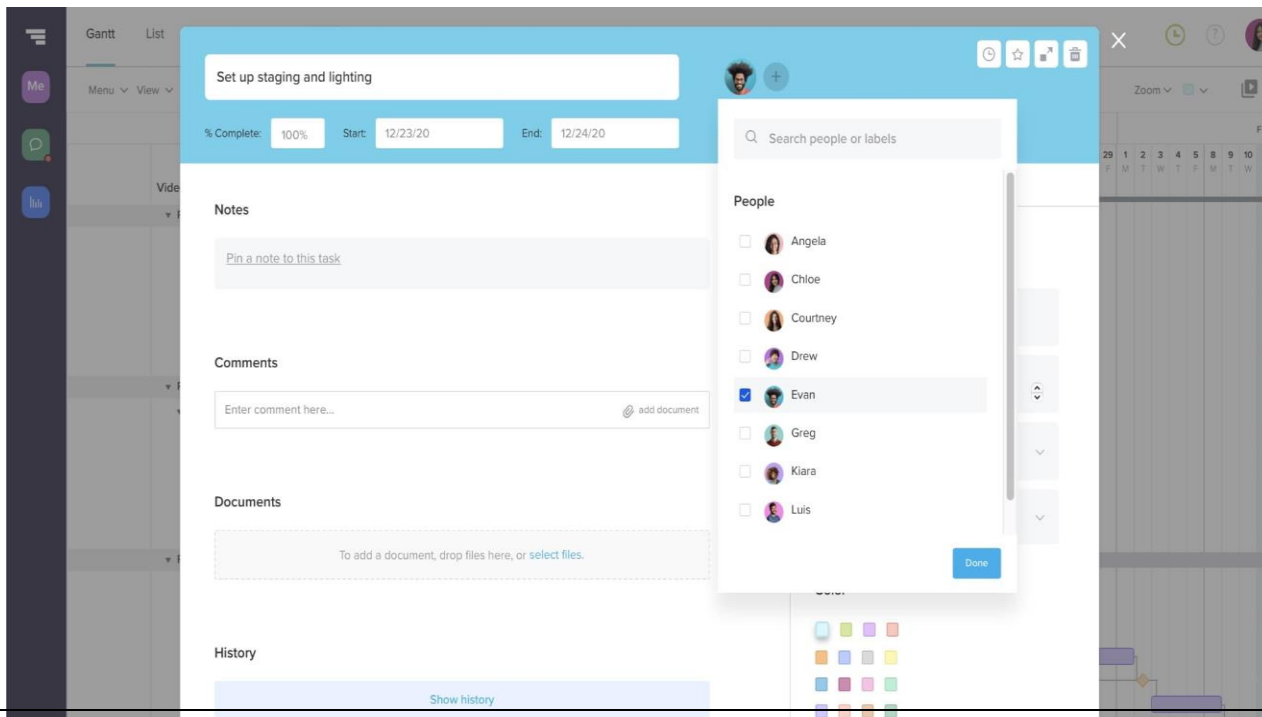 Gantt List
Me
Menu View
Zoom
Set up staging and lighting
% Complete: 100% Start: 12/23/20 End: 12/24/20
Search people or labels
29 1 2 3 4 5 8 9 10
F M T W T F M T W
F
Vide
Notes
Pin a note to this task
People
Angela
Chloe
Courtney
Drew
Evan
Greg
Kiara
Luis
Done
Comments
Enter comment here...
add document
Documents
To add a document, drop files here, or select files.
History
Show history